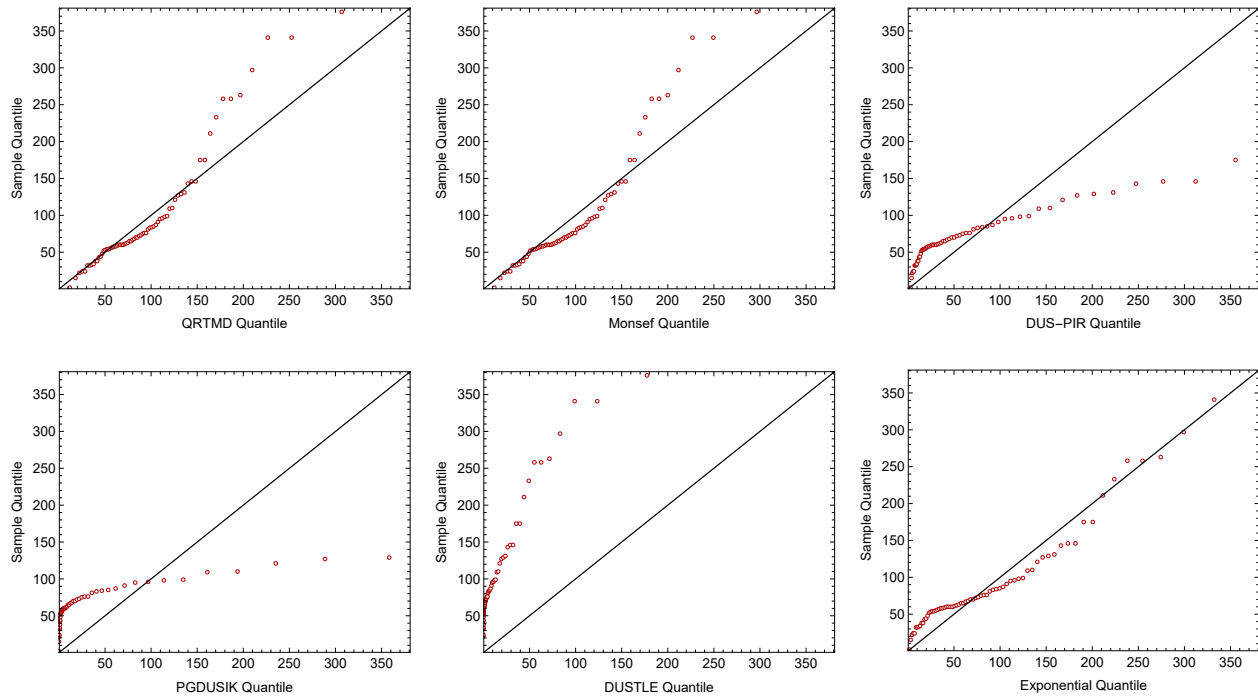 Sample Quantile
350
300
250
200
150
100
50
50 100 150 200 250 300 350
QRTMD Quantile
Sample Quantile
350
300
250
200
150
100
50
50 100 150 200 250 300 350
Monsef Quantile
Sample Quantile
350
300
250
200
150
100
50
50 100 150 200 250 300 350
DUS−PIR Quantile
Sample Quantile
350
300
250
200
150
100
50
50 100 150 200 250 300 350
PGDUSIK Quantile
Sample Quantile
350
300
250
200
150
100
50
50 100 150 200 250 300 350
DUSTLE Quantile
Sample Quantile
350
300
250
200
150
100
50
50 100 150 200 250 300 350
Exponential Quantile